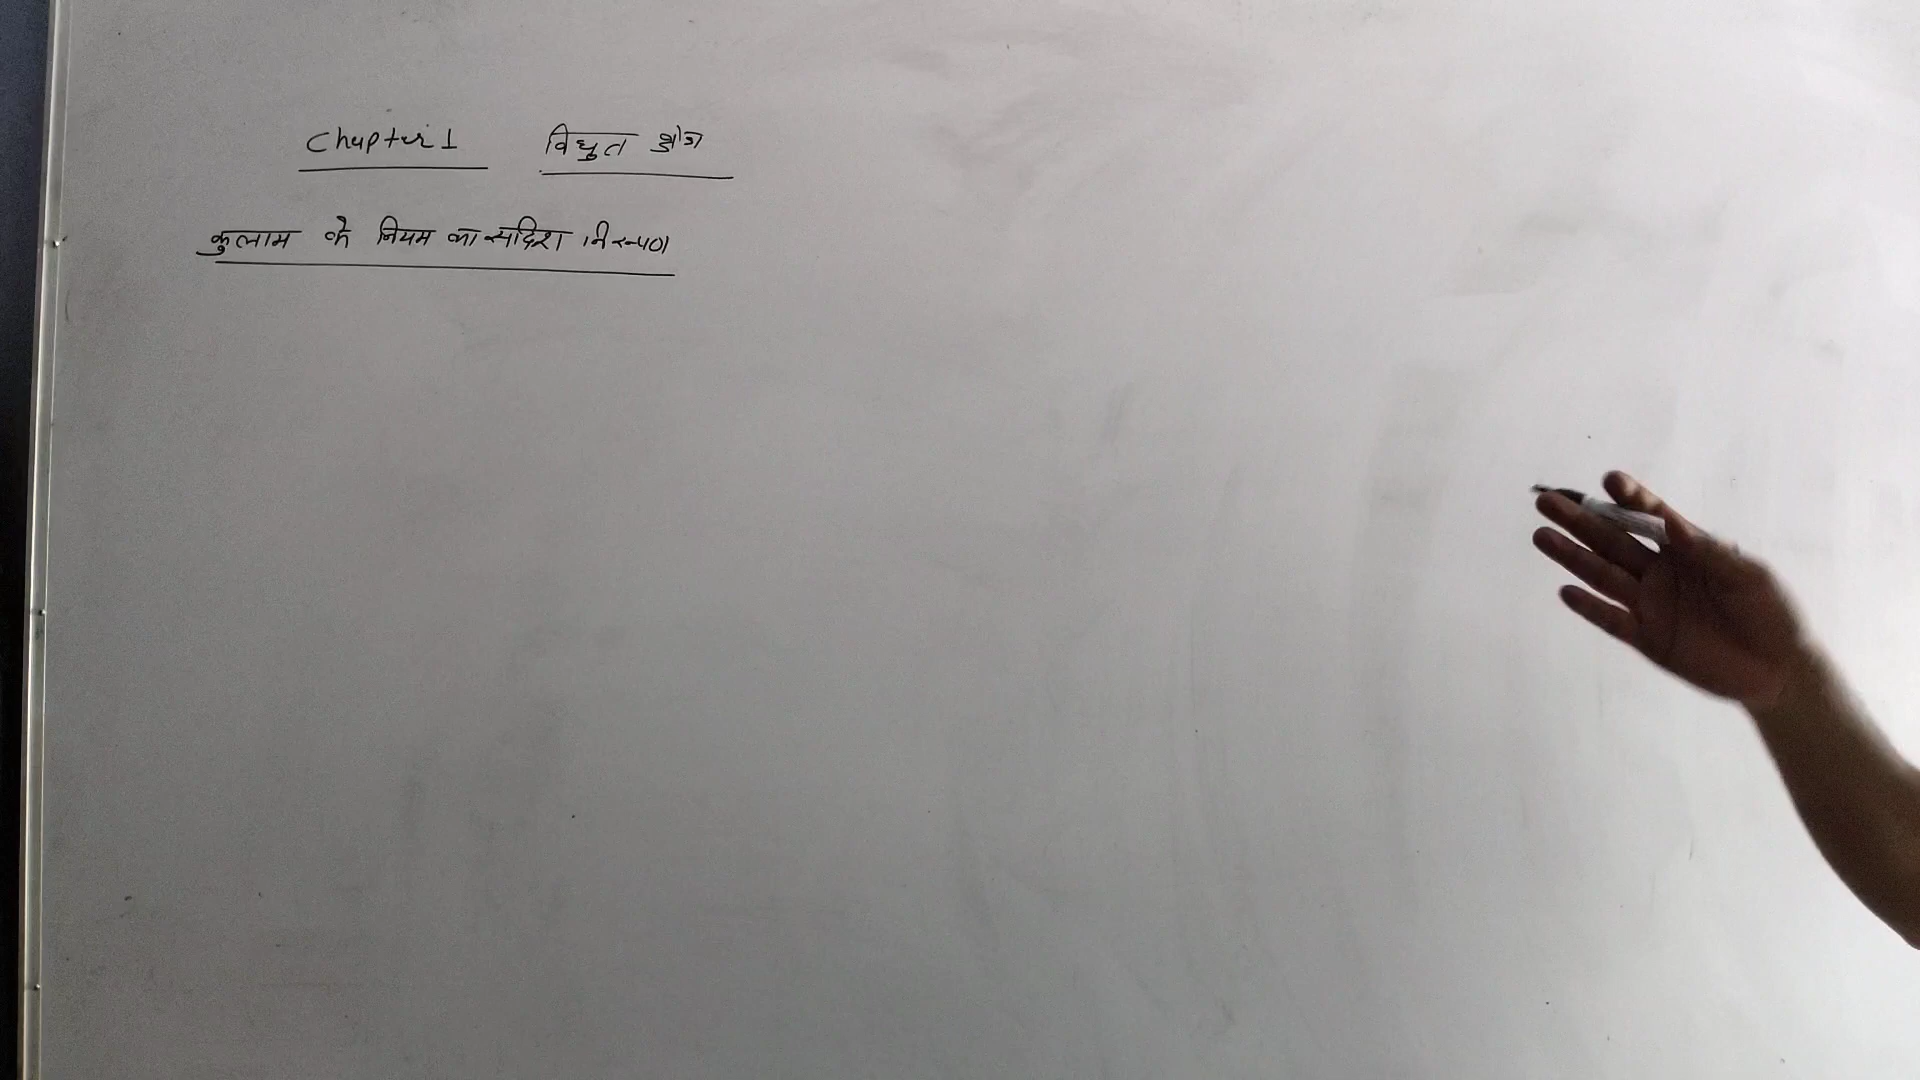 Chapter 1 विधुत क्षेत्र
कुलाम के नियम का सदिश निरूपण